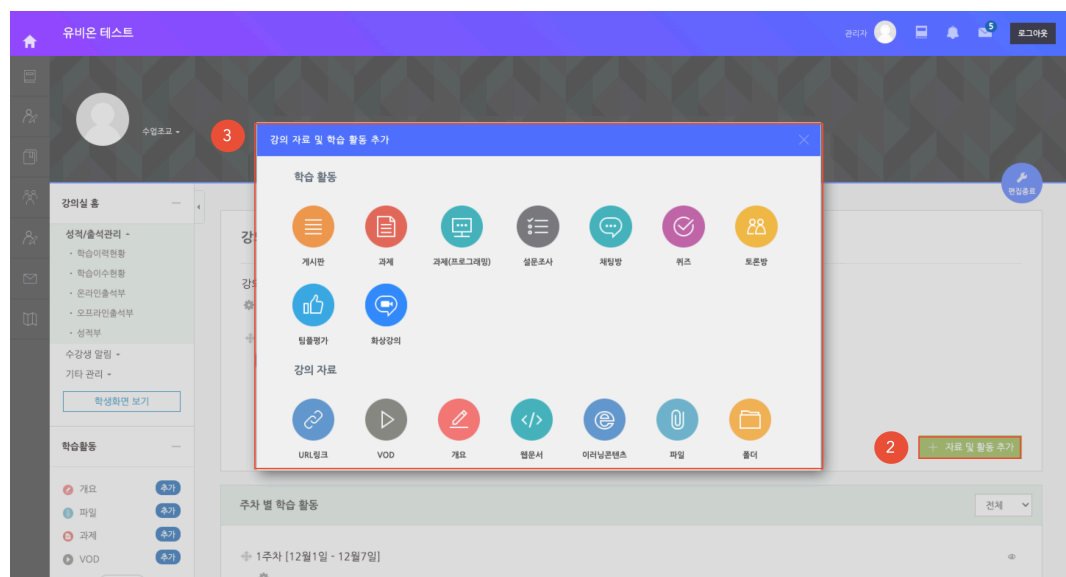 유비온 테스트
관리자
5
로그아웃
수업조교
3
강의 자료 및 학습 활동 추가
편집종료
학습 활동
게시판
과제
과제(프로그래밍)
설문조사
채팅방
퀴즈
토론방
팀플평가
화상강의
강의 자료
URL링크
VOD
개요
웹문서
이러닝콘텐츠
파일
폴더
강의실 홈
성적/출석관리
학습이력현황
학습이수현황
온라인출석부
오프라인출석부
성적부
수강생 알림
기타 관리
학생화면 보기
강
강
2
+ 자료 및 활동 추가
학습활동
개요 추가
파일 추가
과제 추가
VOD 추가
주차 별 학습 활동
전체
1주차 [12월1일 - 12월7일]